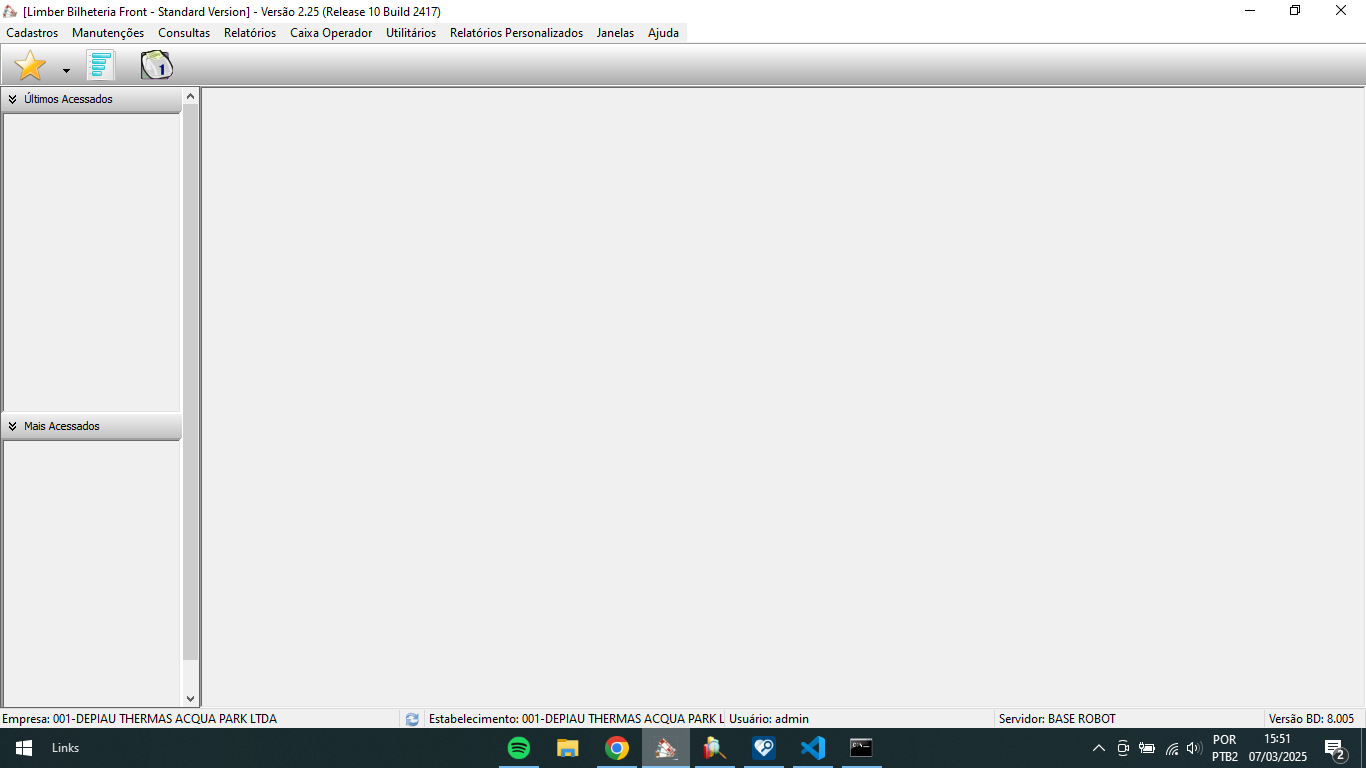 [Limber Bilheteria Front - Standard Version] - Versão 2.25 (Release 10 Build 2417)
Cadastros Manutenções Consultas Relatórios Caixa Operador Utilitários Relatórios Personalizados Janelas Ajuda
1
Últimos Acessados
Mais Acessados
Empresa: 001-DEPIAU THERMAS ACQUA PARK LTDA Estabelecimento: 001-DEPIAU THERMAS ACQUA PARK L Usuário: admin Servidor: BASE ROBOT Versão BD: 8.005
Links
POR
PTB2
15:51
07/03/2025
2